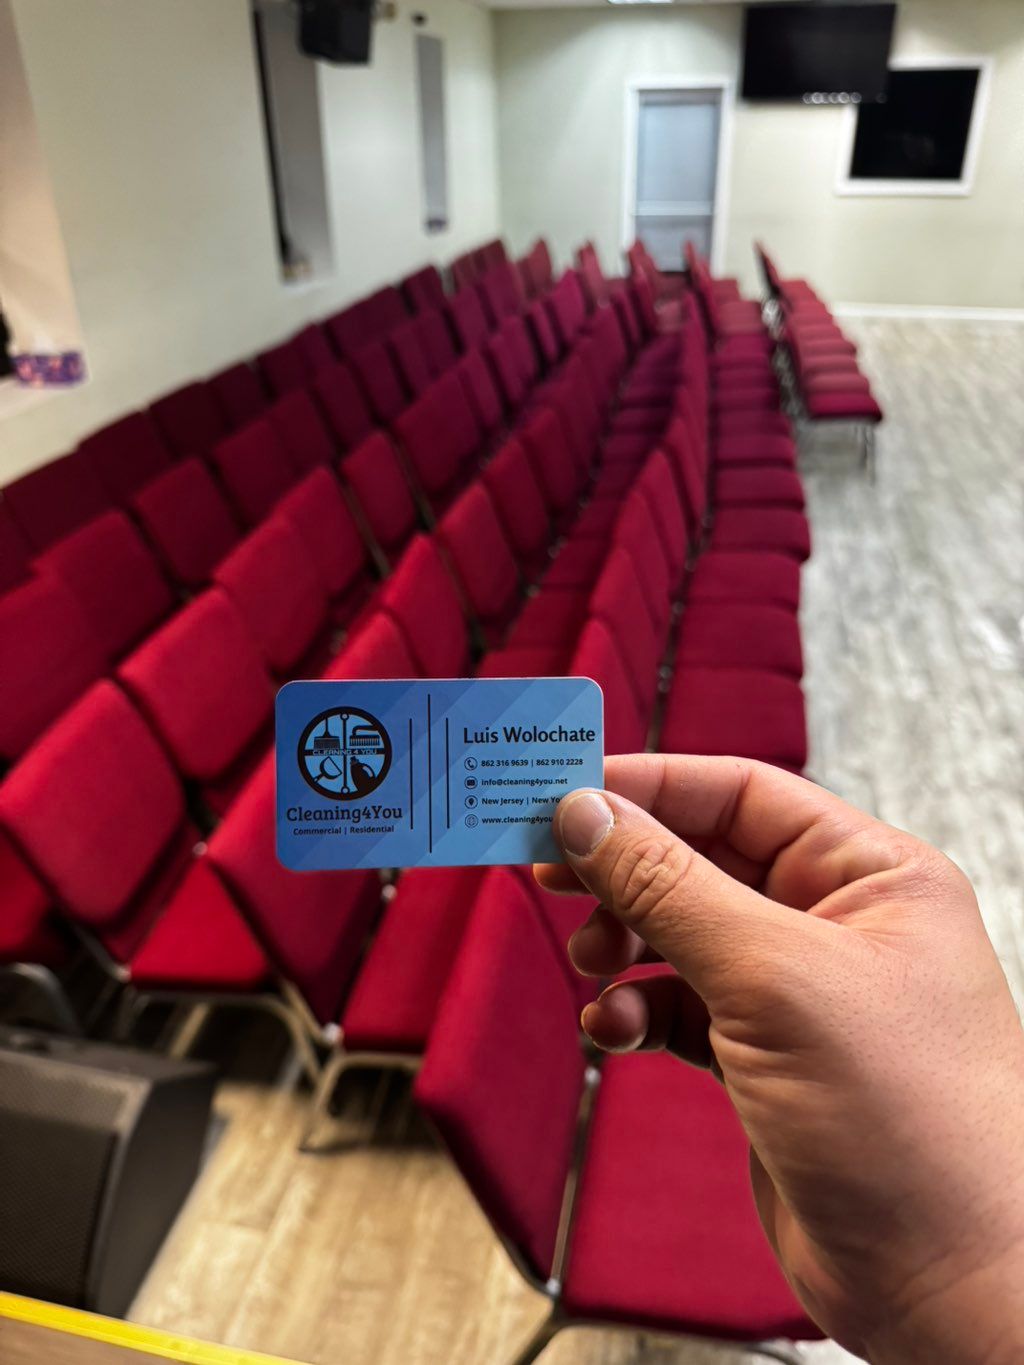 CLEANING 4 YOU
Cleaning4You
Commercial | Residential
Luis Wolochate
862 316 9639 | 862 910 2228
info@cleaning4you.net
New Jersey | New
www.cleaning4you